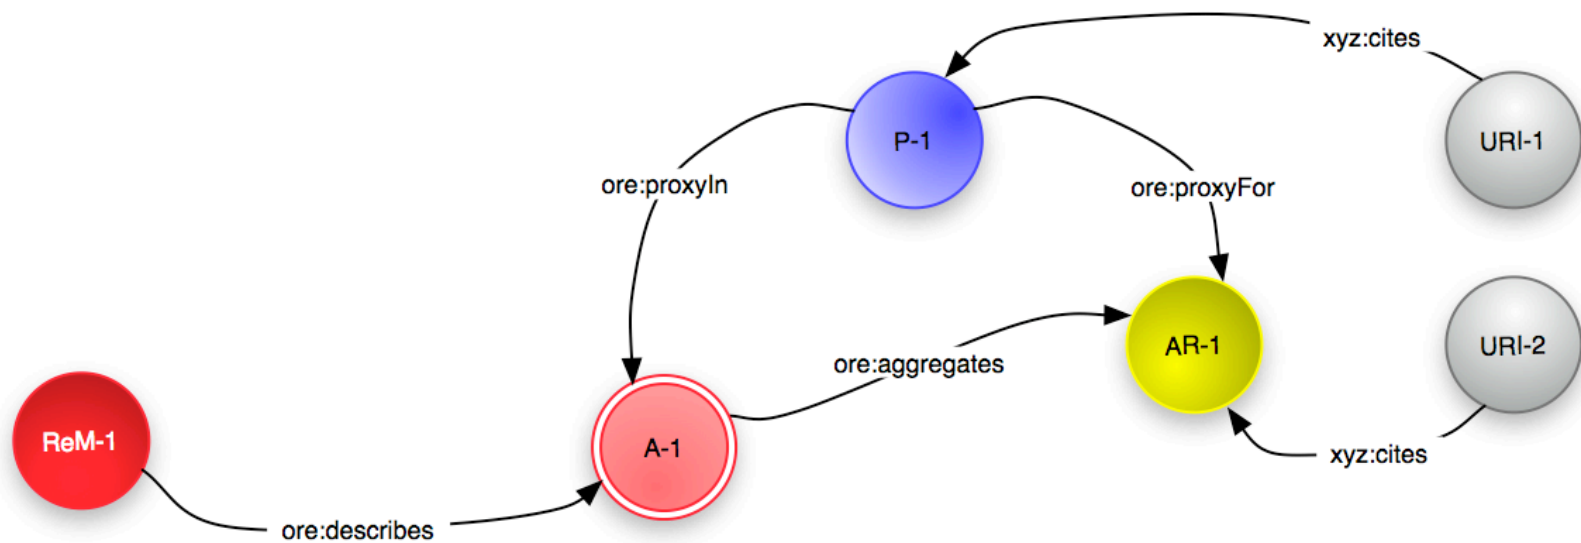 xyz:cites
P-1
URI-1
ore:proxyIn
ore:proxyFor
AR-1
URI-2
ore:aggregates
ReM-1
A-1
xyz:cites
ore:describes